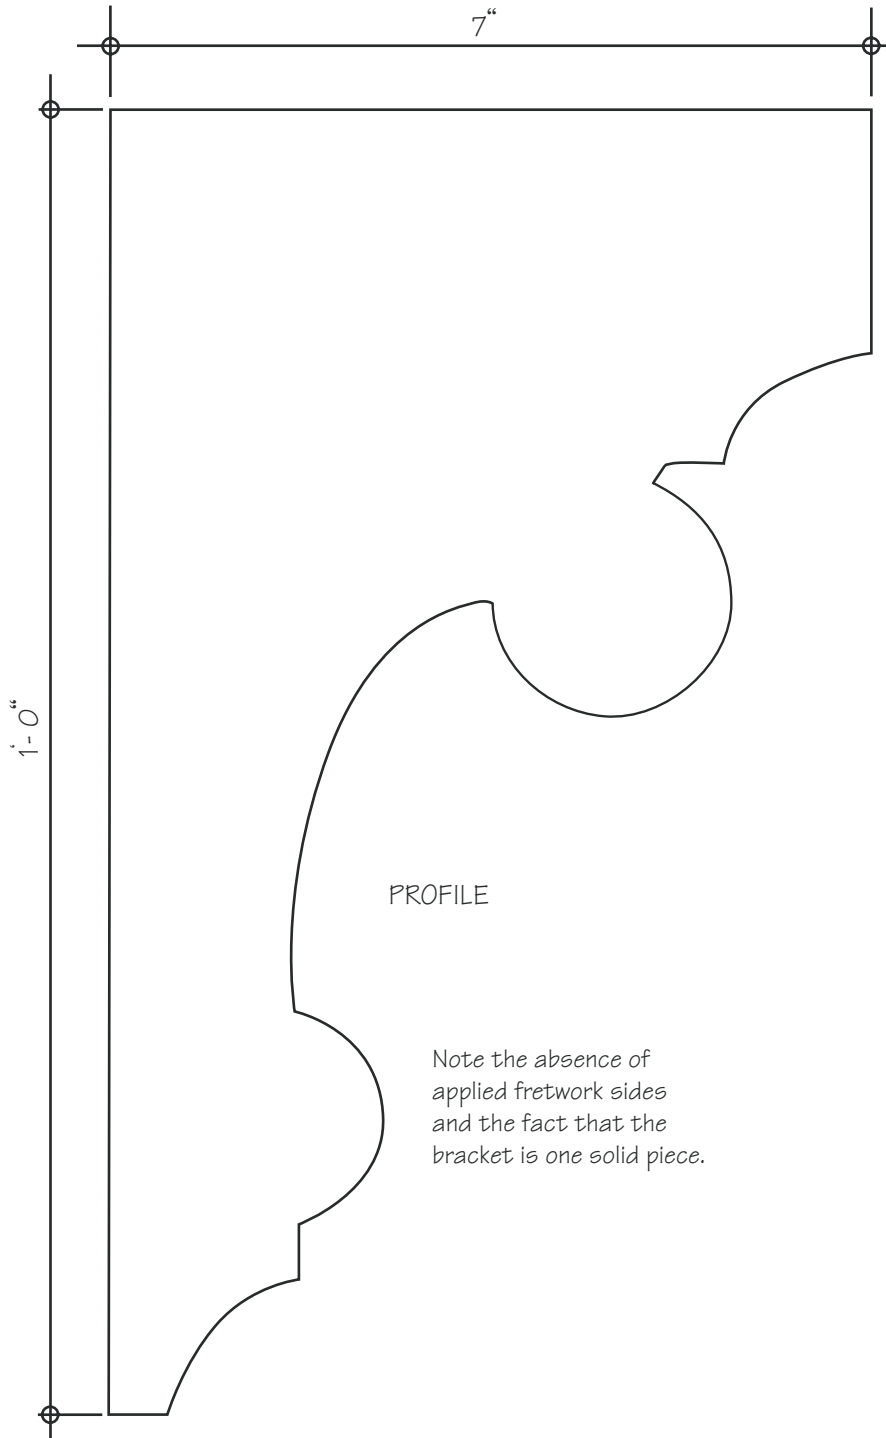 7“
1'- 0“
PROFILE
Note the absence of
applied fretwork sides
and the fact that the
bracket is one solid piece.